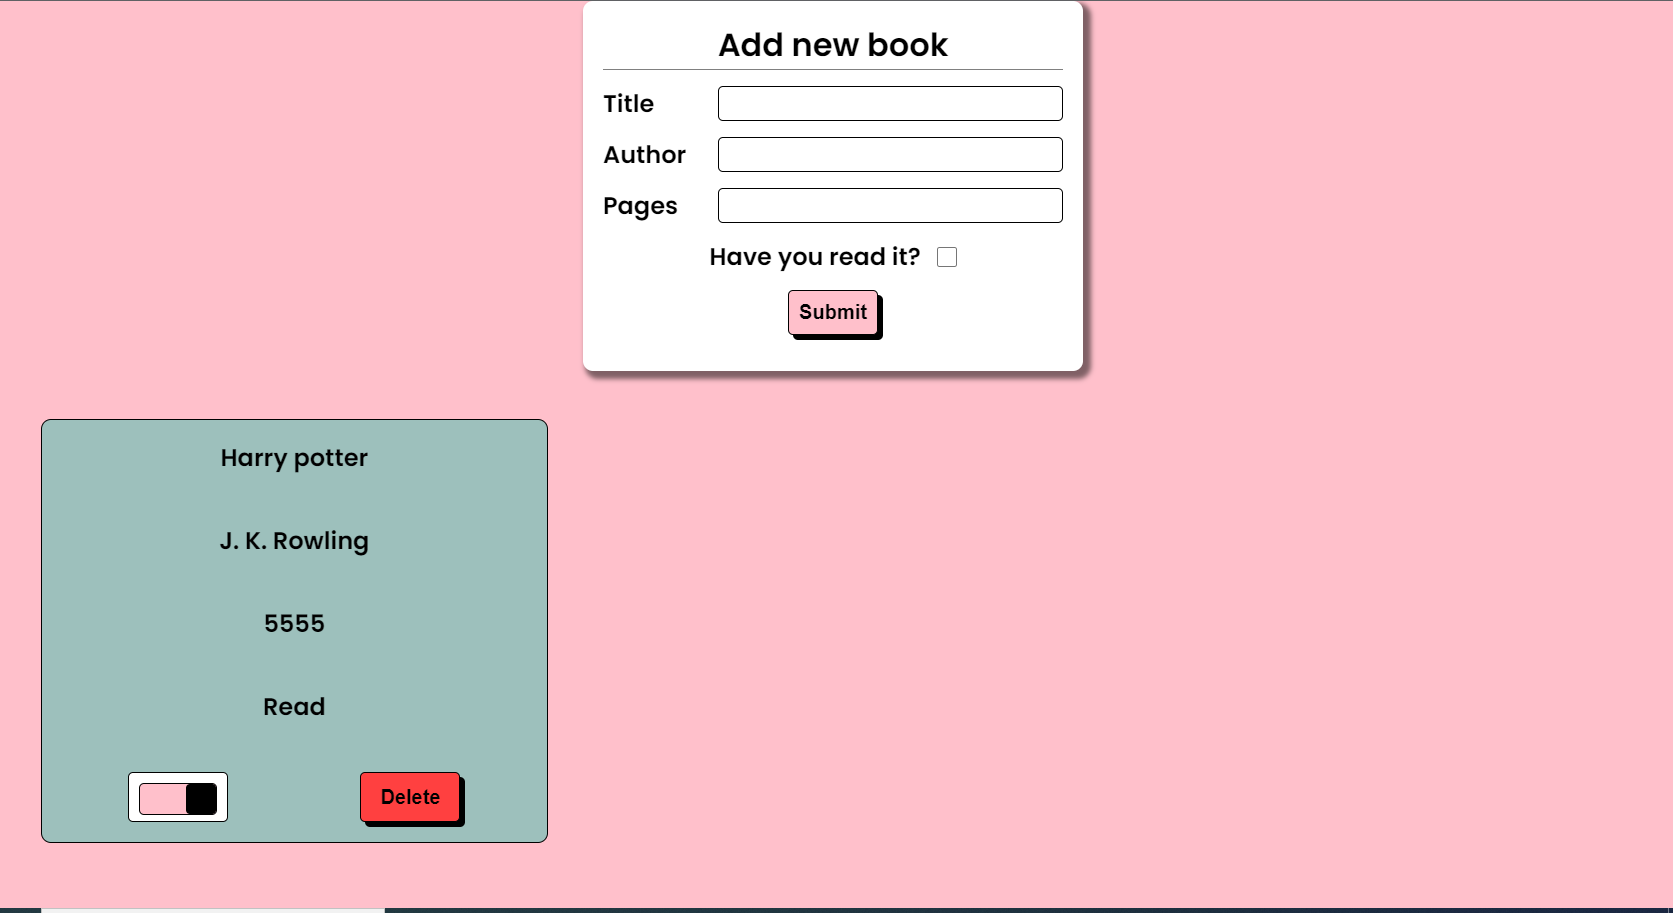 Add new book
Title
Author
Pages
Have you read it?
Submit
Harry potter
J. K. Rowling
5555
Read
Delete